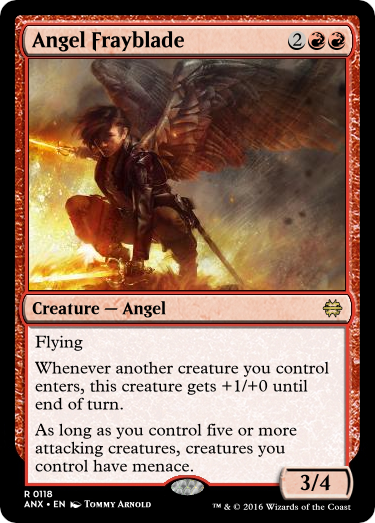 Angel Frayblade 2
Creature — Angel
Flying
Whenever another creature you control
enters, this creature gets +1/+0 until
end of turn.
As long as you control five or more
attacking creatures, creatures you
control have menace.
3/4
R 0118
ANX • EN Tommy Arnold
™ & © 2016 Wizards of the Coast